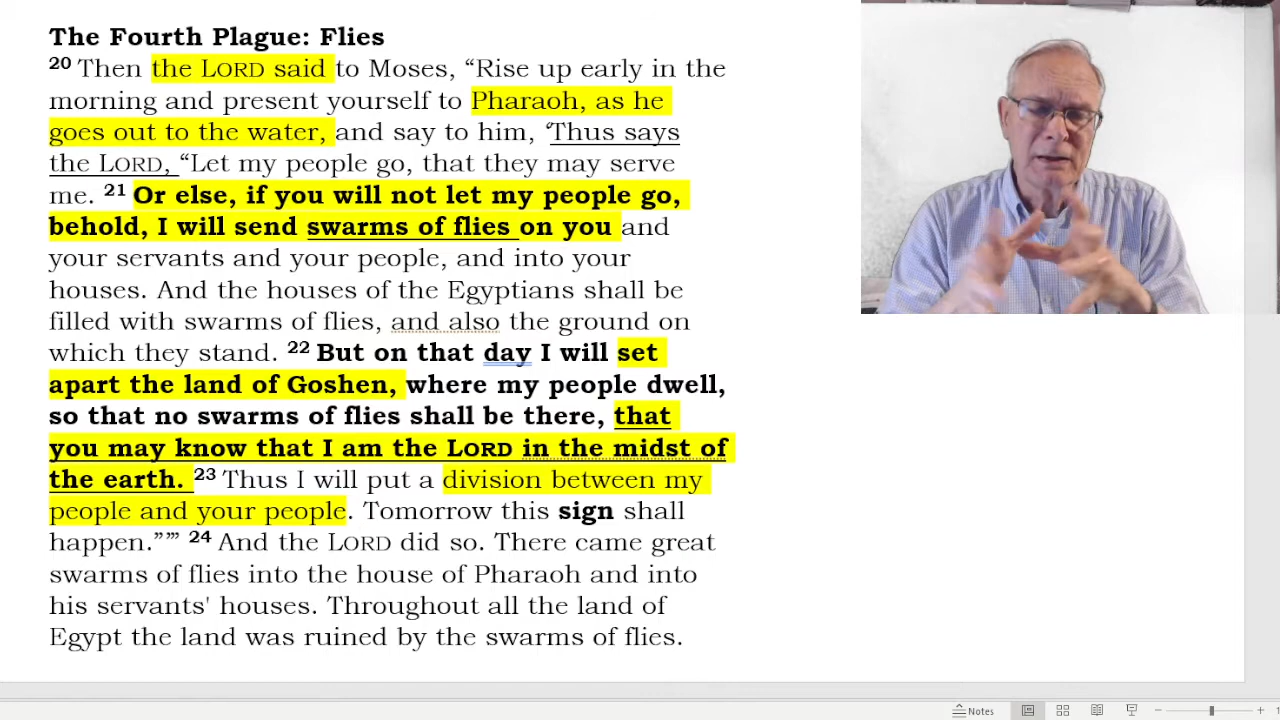 The Fourth Plague: Flies
20 Then the LORD said to Moses, “Rise up early in the
morning and present yourself to Pharaoh, as he
goes out to the water, and say to him, ‘Thus says
the LORD, “Let my people go, that they may serve
me. 21 Or else, if you will not let my people go,
behold, I will send swarms of flies on you and
your servants and your people, and into your
houses. And the houses of the Egyptians shall be
filled with swarms of flies, and also the ground on
which they stand. 22 But on that day I will set
apart the land of Goshen, where my people dwell,
so that no swarms of flies shall be there, that
you may know that I am the LORD in the midst of
the earth. 23 Thus I will put a division between my
people and your people. Tomorrow this sign shall
happen.”’” 24 And the LORD did so. There came great
swarms of flies into the house of Pharaoh and into
his servants' houses. Throughout all the land of
Egypt the land was ruined by the swarms of flies.
Notes